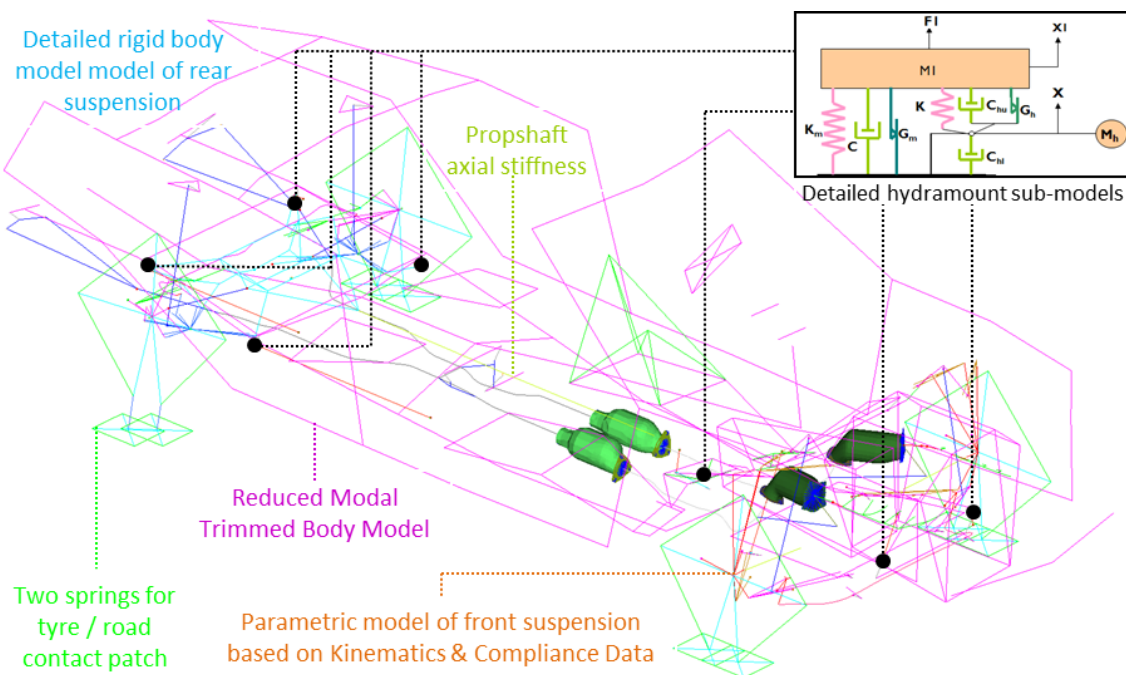 Detailed rigid body
model model of rear
suspension
Propshaft
axial stiffness
FI
XI
MI
K
Chu
Gh
X
Km
C
Gm
Mh
Chl
Detailed hydramount sub-models
Reduced Modal
Trimmed Body Model
Two springs for
tyre / road
contact patch
Parametric model of front suspension
based on Kinematics & Compliance Data